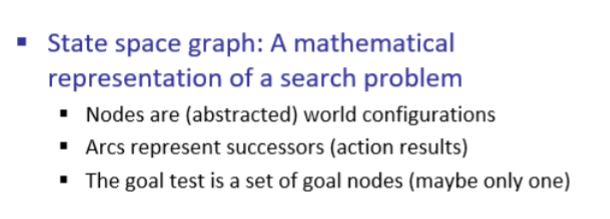 ▪ State space graph: A mathematical
representation of a search problem
▪ Nodes are (abstracted) world configurations
▪ Arcs represent successors (action results)
▪ The goal test is a set of goal nodes (maybe only one)